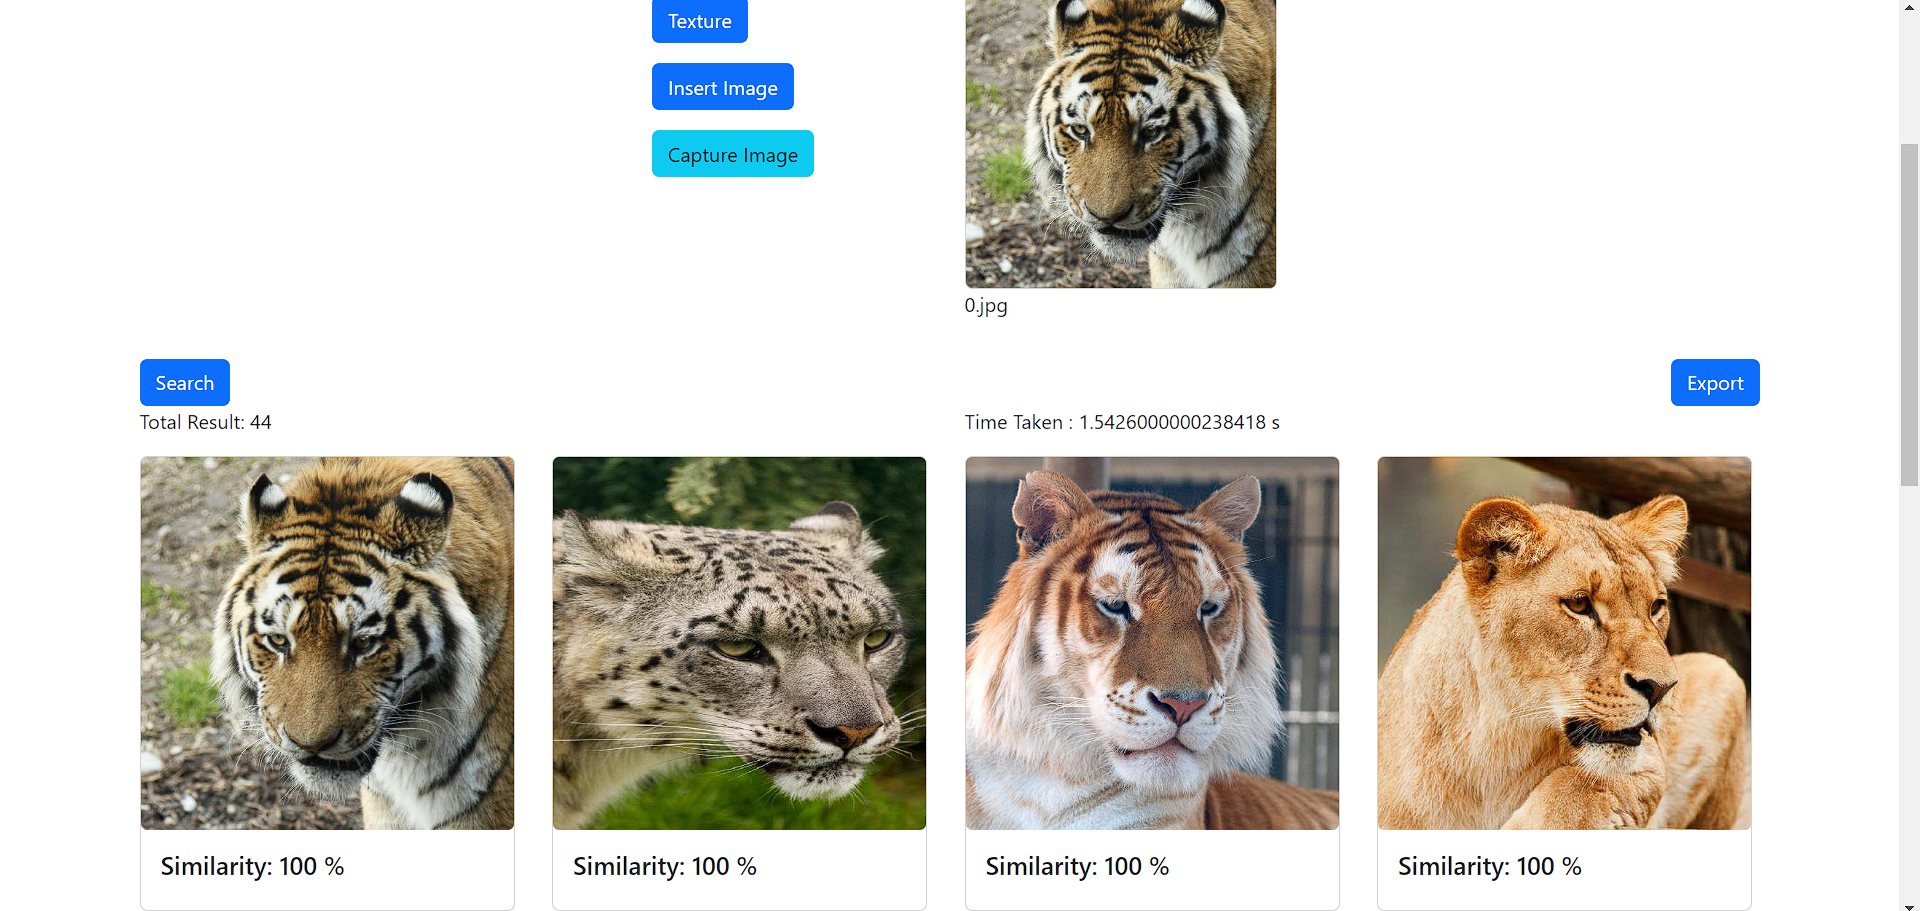 Texture
Insert Image
Capture Image
0.jpg
Search
Export
Total Result: 44
Time Taken : 1.5426000000238418 s
Similarity: 100 %
Similarity: 100 %
Similarity: 100 %
Similarity: 100 %